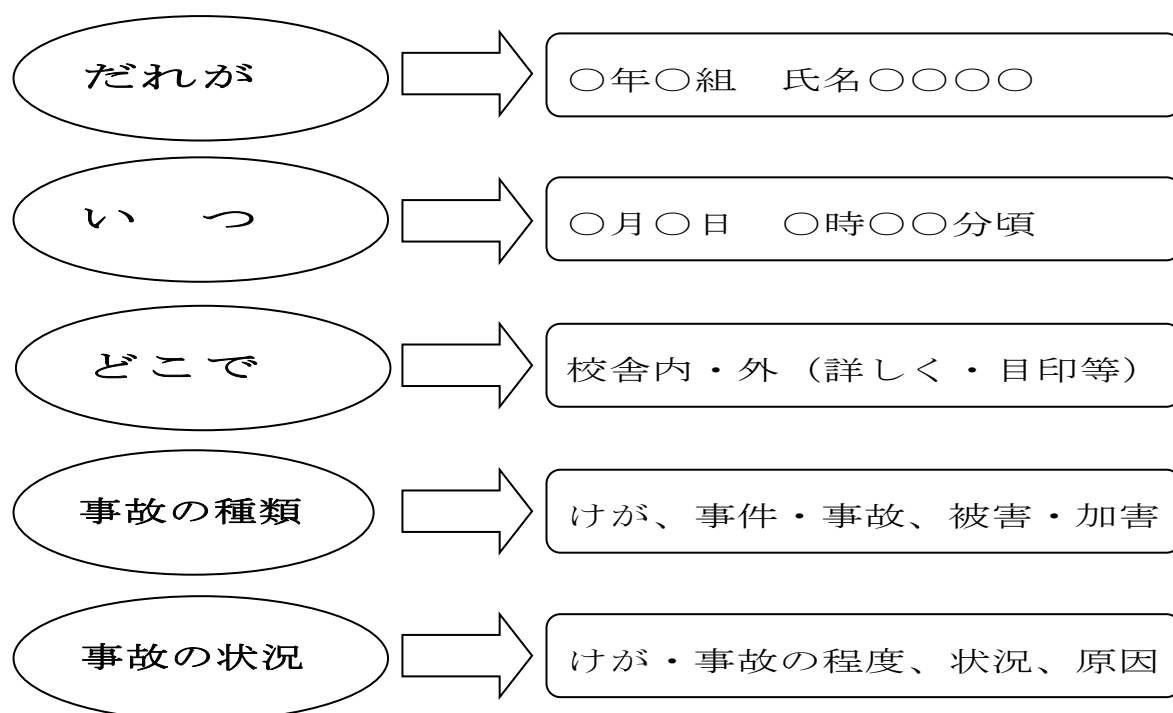 だれが
○年○組　氏名○○○○
い　つ
○月○日　○時○○分頃
どこで
校舎内・外（詳しく・目印等）
事故の種類
けが、事件・事故、被害・加害
事故の状況
けが・事故の程度、状況、原因